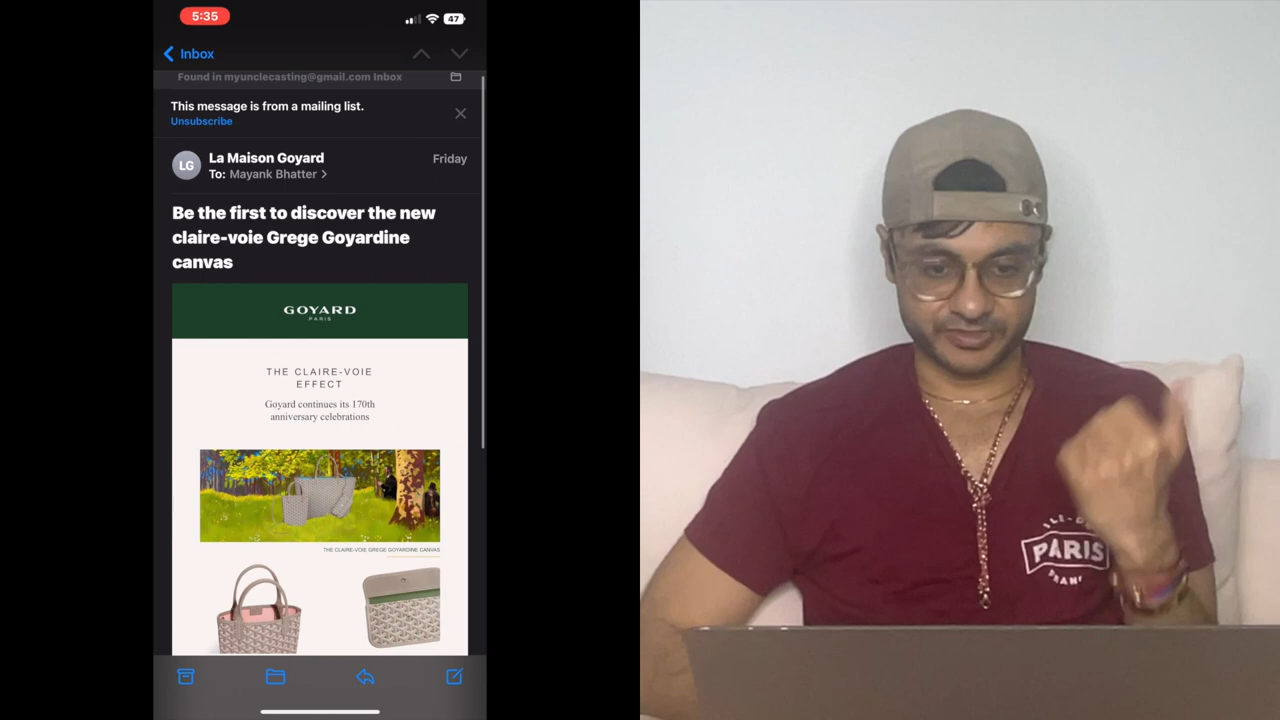 5:35
47
Inbox
Found in myunclecasting@gmail.com Inbox
This message is from a mailing list.
Unsubscribe
LG
La Maison Goyard
Friday
To: Mayank Bhatter
Be the first to discover the new
claire-voie Grege Goyardine
canvas
GOYARD
PARIS
THE CLAIRE-VOIE
EFFECT
Goyard continues its 170th
anniversary celebrations
THE CLAIRE-VOIE GREGE GOYARDINE CANVAS
PARIS